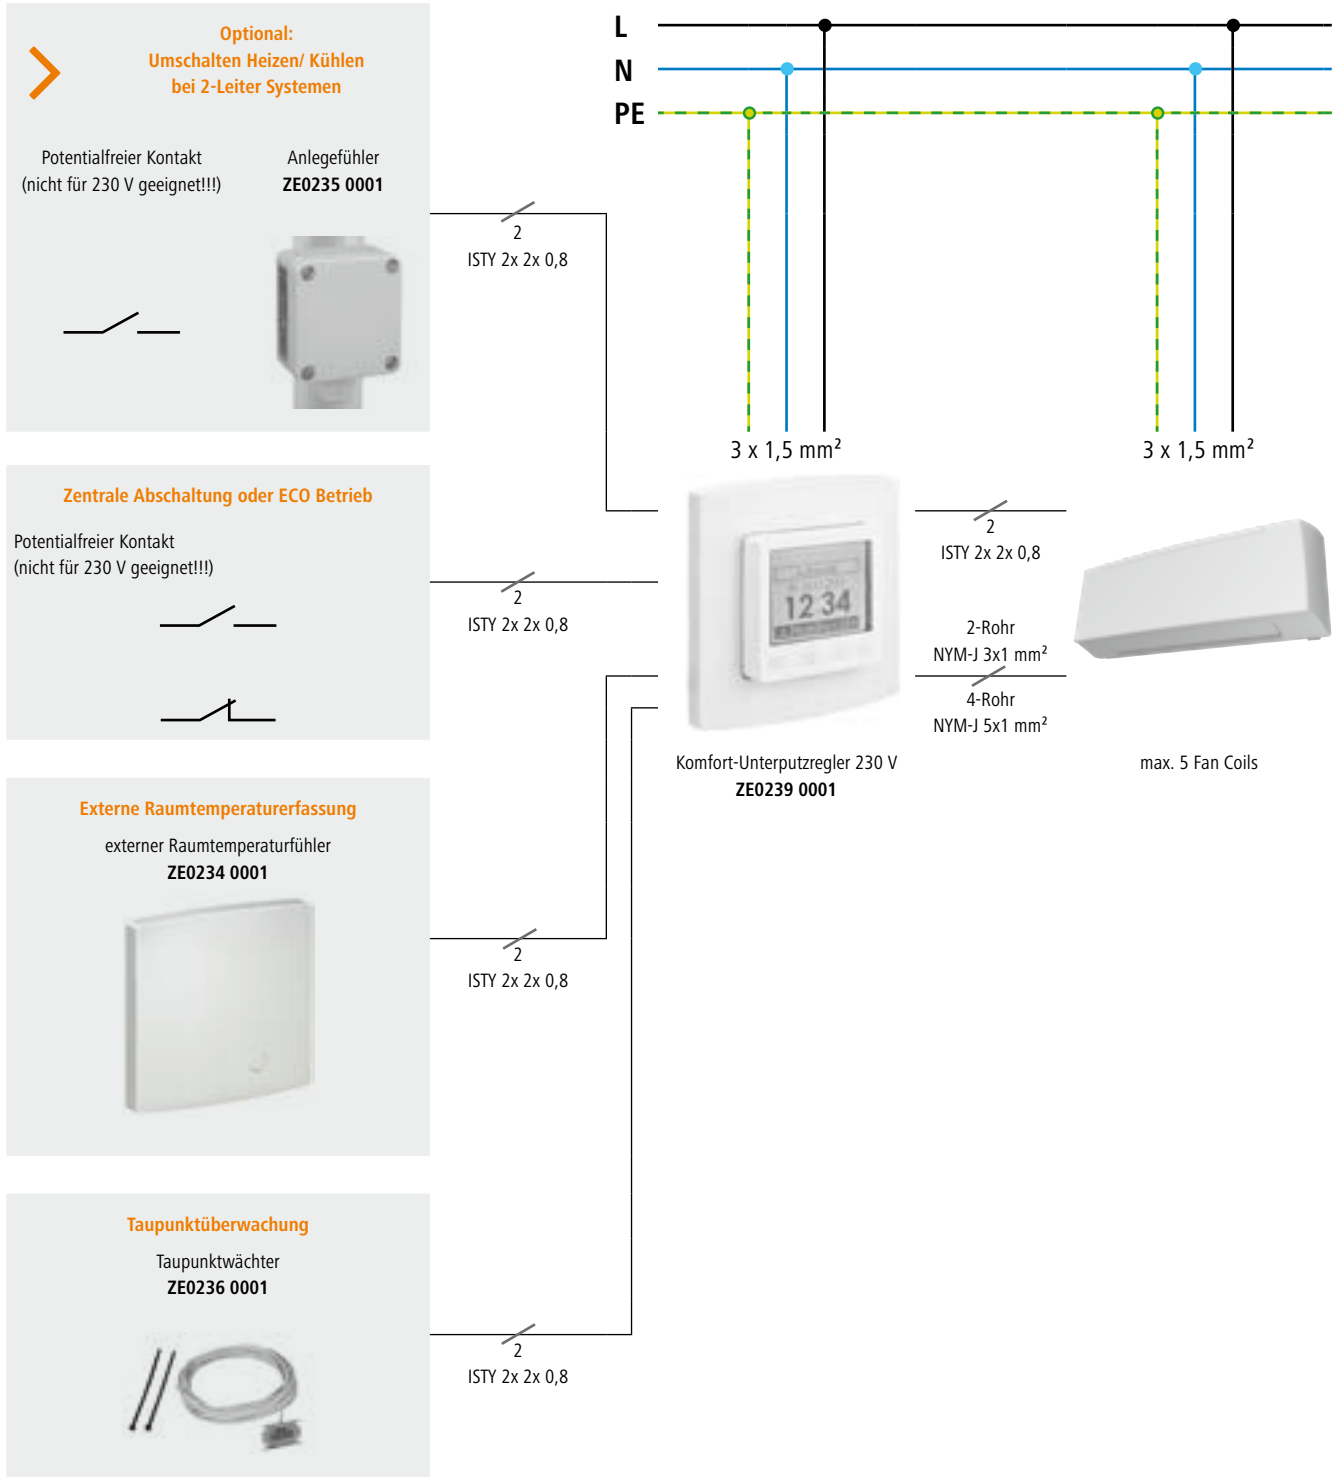 Optional:
Umschalten Heizen/ Kühlen
bei 2-Leiter Systemen
Potentialfreier Kontakt
(nicht für 230 V geeignet!!!)
Anlegefühler
ZE0235 0001
2
ISTY 2x 2x 0,8
L
N
PE
3 x 1,5 mm²
3 x 1,5 mm²
Zentrale Abschaltung oder ECO Betrieb
Potentialfreier Kontakt
(nicht für 230 V geeignet!!!)
2
ISTY 2x 2x 0,8
12 34
2
ISTY 2x 2x 0,8
2-Rohr
NYM-J 3x1 mm²
4-Rohr
NYM-J 5x1 mm²
Komfort-Unterputzregler 230 V
ZE0239 0001
max. 5 Fan Coils
Externe Raumtemperaturerfassung
externer Raumtemperaturfühler
ZE0234 0001
2
ISTY 2x 2x 0,8
Taupunktüberwachung
Taupunktwächter
ZE0236 0001
2
ISTY 2x 2x 0,8